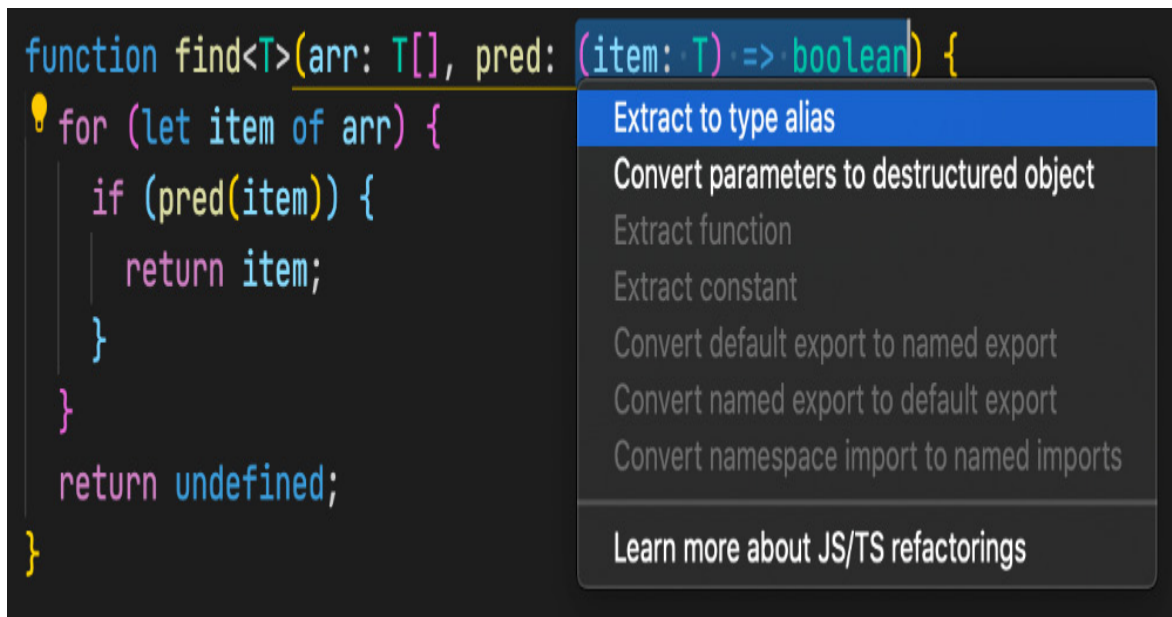 function find<T>(arr: T[], pred: (item: T) => boolean) {
for (let item of arr) {
if (pred(item)) {
return item;
}
}
return undefined;
}
Extract to type alias
Convert parameters to destructured object
Extract function
Extract constant
Convert default export to named export
Convert named export to default export
Convert namespace import to named imports
Learn more about JS/TS refactorings